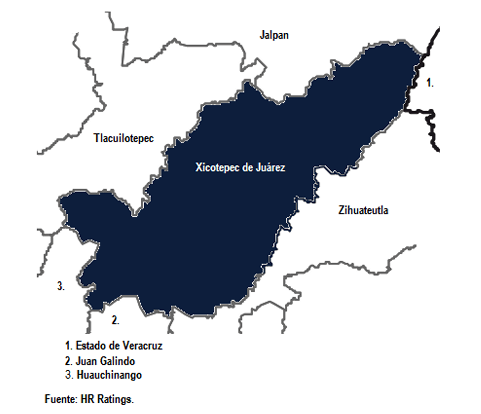 Jalpan
1.
Tlacuilotepec
Xicotepec de Juárez
Zihuateutla
3.
2.
1. Estado de Veracruz
2. Juan Galindo
3. Huauchinango
Fuente: HR Ratings.